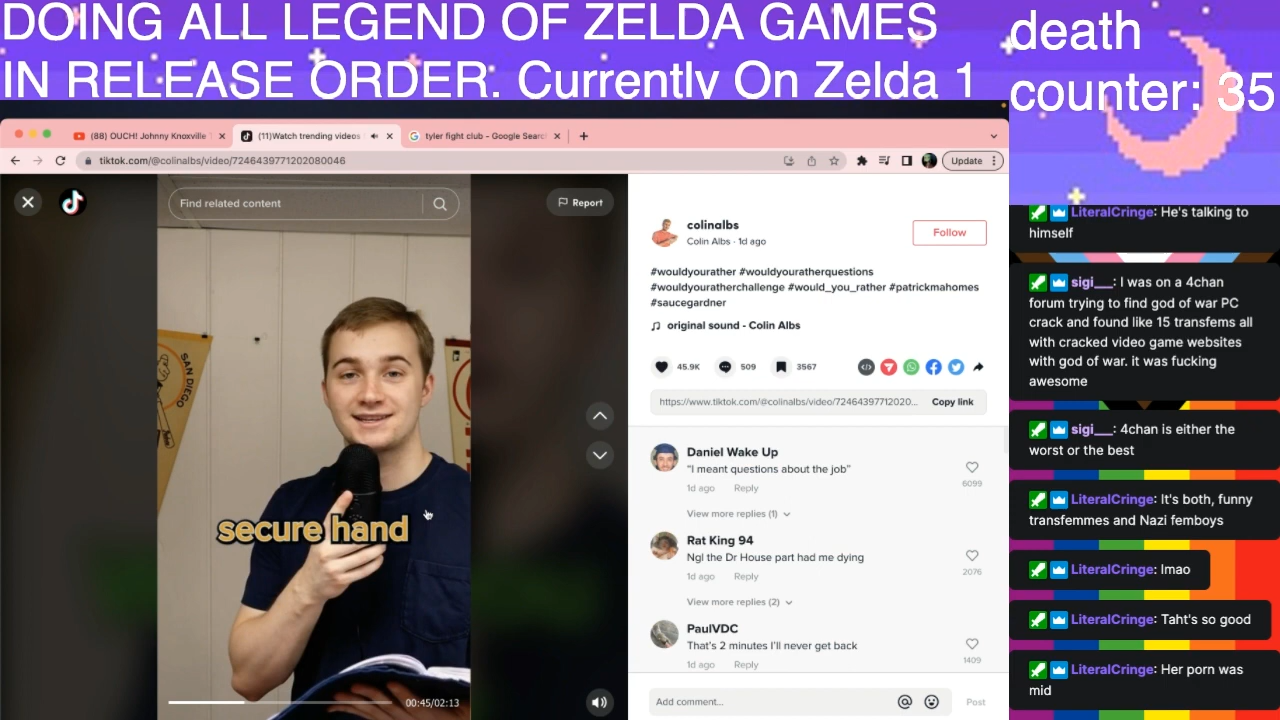 DOING ALL LEGEND OF ZELDA GAMES
IN RELEASE ORDER. Currently On Zelda 1
death
counter: 35
(88) OUCH! Johnny Knoxville
(11)Watch trending videos
tyler fight club - Google Searc
tiktok.com/@colinalbs/video/7246439771202080046
Update
Find related content
Report
SAN DIEGO
secure hand
00:45/02:13
colinalbs
Colin Albs · 1d ago
Follow
#wouldyourather #wouldyouratherquestions
#wouldyouratherchallenge #would_you_rather #patrickmahomes
#saucegardner
original sound - Colin Albs
45.9K
509
3567
https://www.tiktok.com/@colinalbs/video/72464397712020...
Copy link
Daniel Wake Up
"I meant questions about the job"
1d ago Reply
6099
View more replies (1)
Rat King 94
Ngl the Dr House part had me dying
1d ago Reply
2076
View more replies (2)
PaulVDC
That's 2 minutes I'll never get back
1d ago Reply
1409
Add comment...
Post
LiteralCringe: He's talking to
himself
sigi__: I was on a 4chan
forum trying to find god of war PC
crack and found like 15 transfems all
with cracked video game websites
with god of war. it was fucking
awesome
sigi__: 4chan is either the
worst or the best
LiteralCringe: It's both, funny
transfemmes and Nazi femboys
LiteralCringe: lmao
LiteralCringe: Taht's so good
LiteralCringe: Her porn was
mid